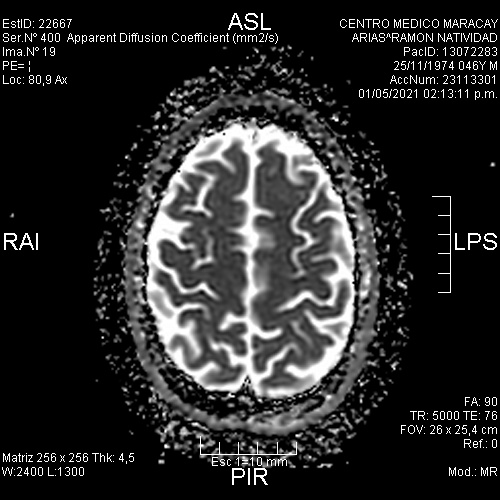 EstID: 22667
Ser.Nº 400 Apparent Diffusion Coefficient (mm2/s)
Ima.Nº 19
PE= ¦
Loc: 80,9 Ax
ASL
CENTRO MEDICO MARACAY
ARIAS^RAMON NATIVIDAD
PacID: 13072283
25/11/1974 046Y M
AccNum: 23113301
01/05/2021 02:13:11 p.m.
RAI
LPS
Matriz 256 x 256 Thk: 4,5
W:2400 L:1300
Esc 1=10 mm
PIR
FA: 90
TR: 5000 TE: 76
FOV: 26 x 25,4 cm
Ref.: 0
Mod.: MR